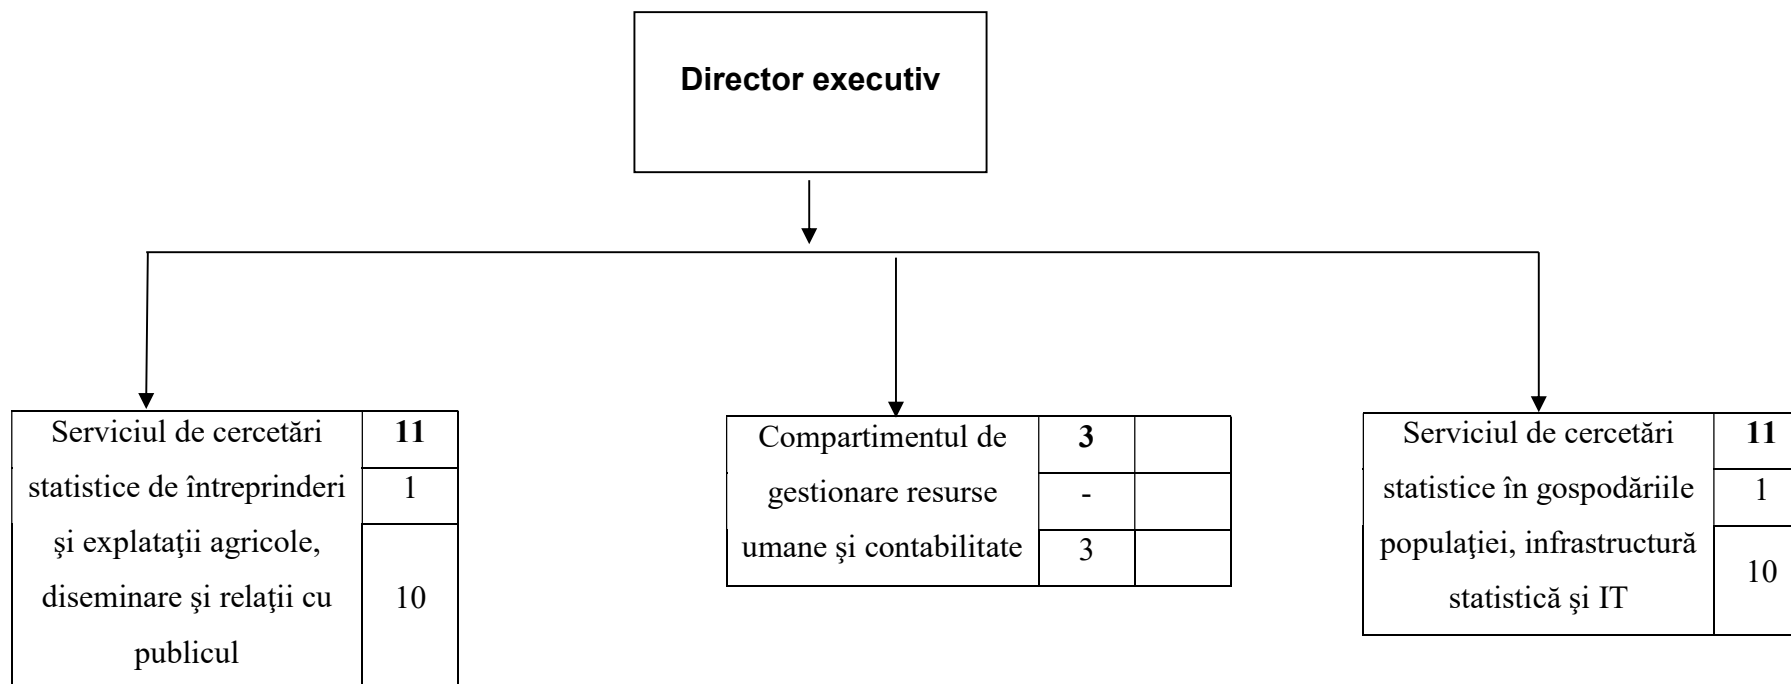 Director executiv
Serviciul de cercetări
statistice de întreprinderi
şi explataţii agricole,
diseminare şi relaţii cu
publicul
11
1
10
Compartimentul de
gestionare resurse
umane şi contabilitate
3
-
3
Serviciul de cercetări
statistice în gospodăriile
populaţiei, infrastructură
statistică şi IT
11
1
10